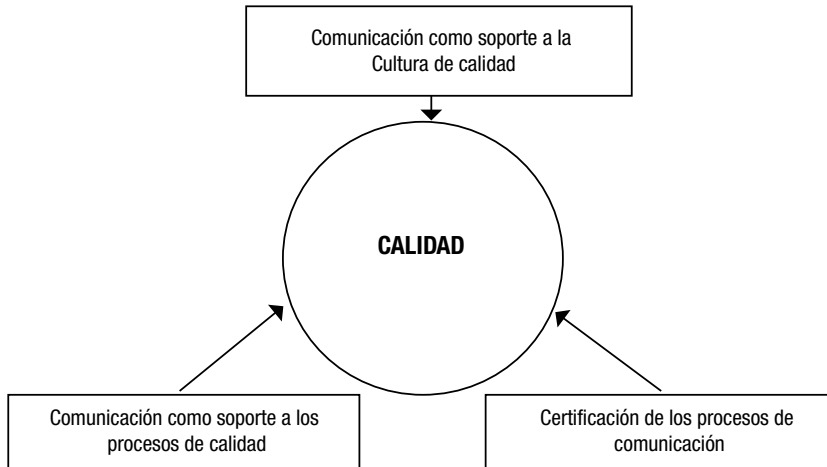 Comunicación como soporte a la
Cultura de calidad
CALIDAD
Comunicación como soporte a los
procesos de calidad
Certificación de los procesos de
comunicación